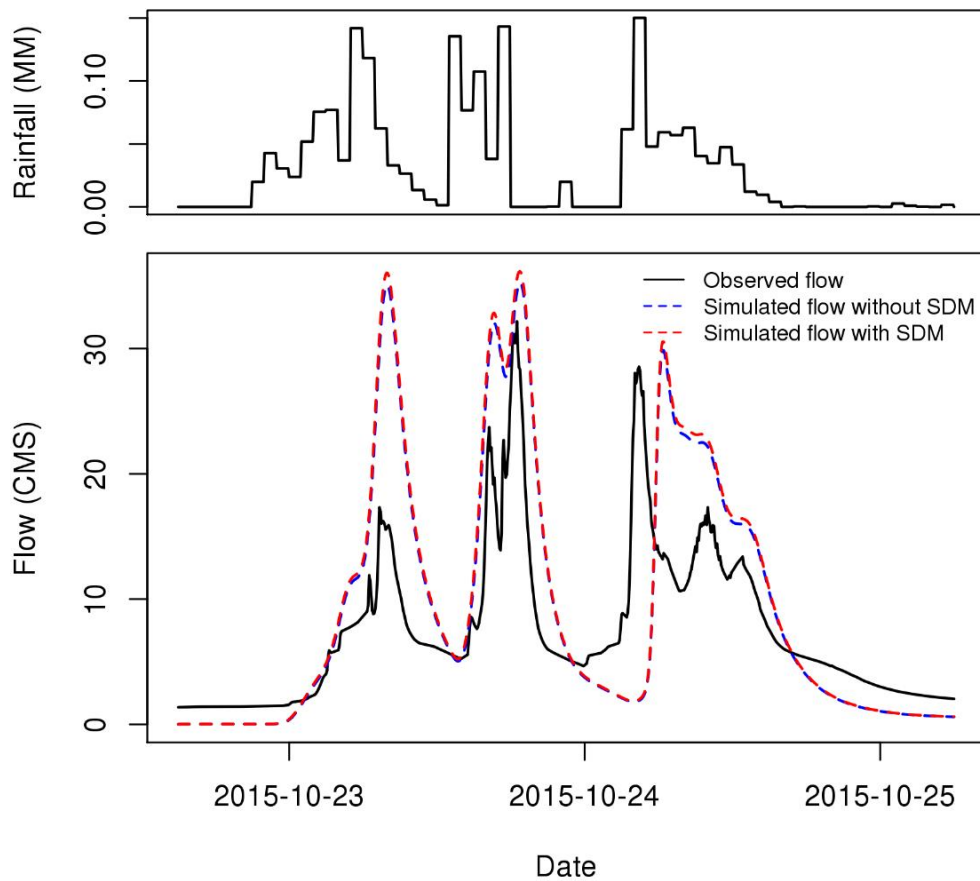 Rainfall (MM)
0.10
0.00
Flow (CMS)
30
20
10
0
Observed flow
Simulated flow without SDM
Simulated flow with SDM
2015-10-23
2015-10-24
2015-10-25
Date